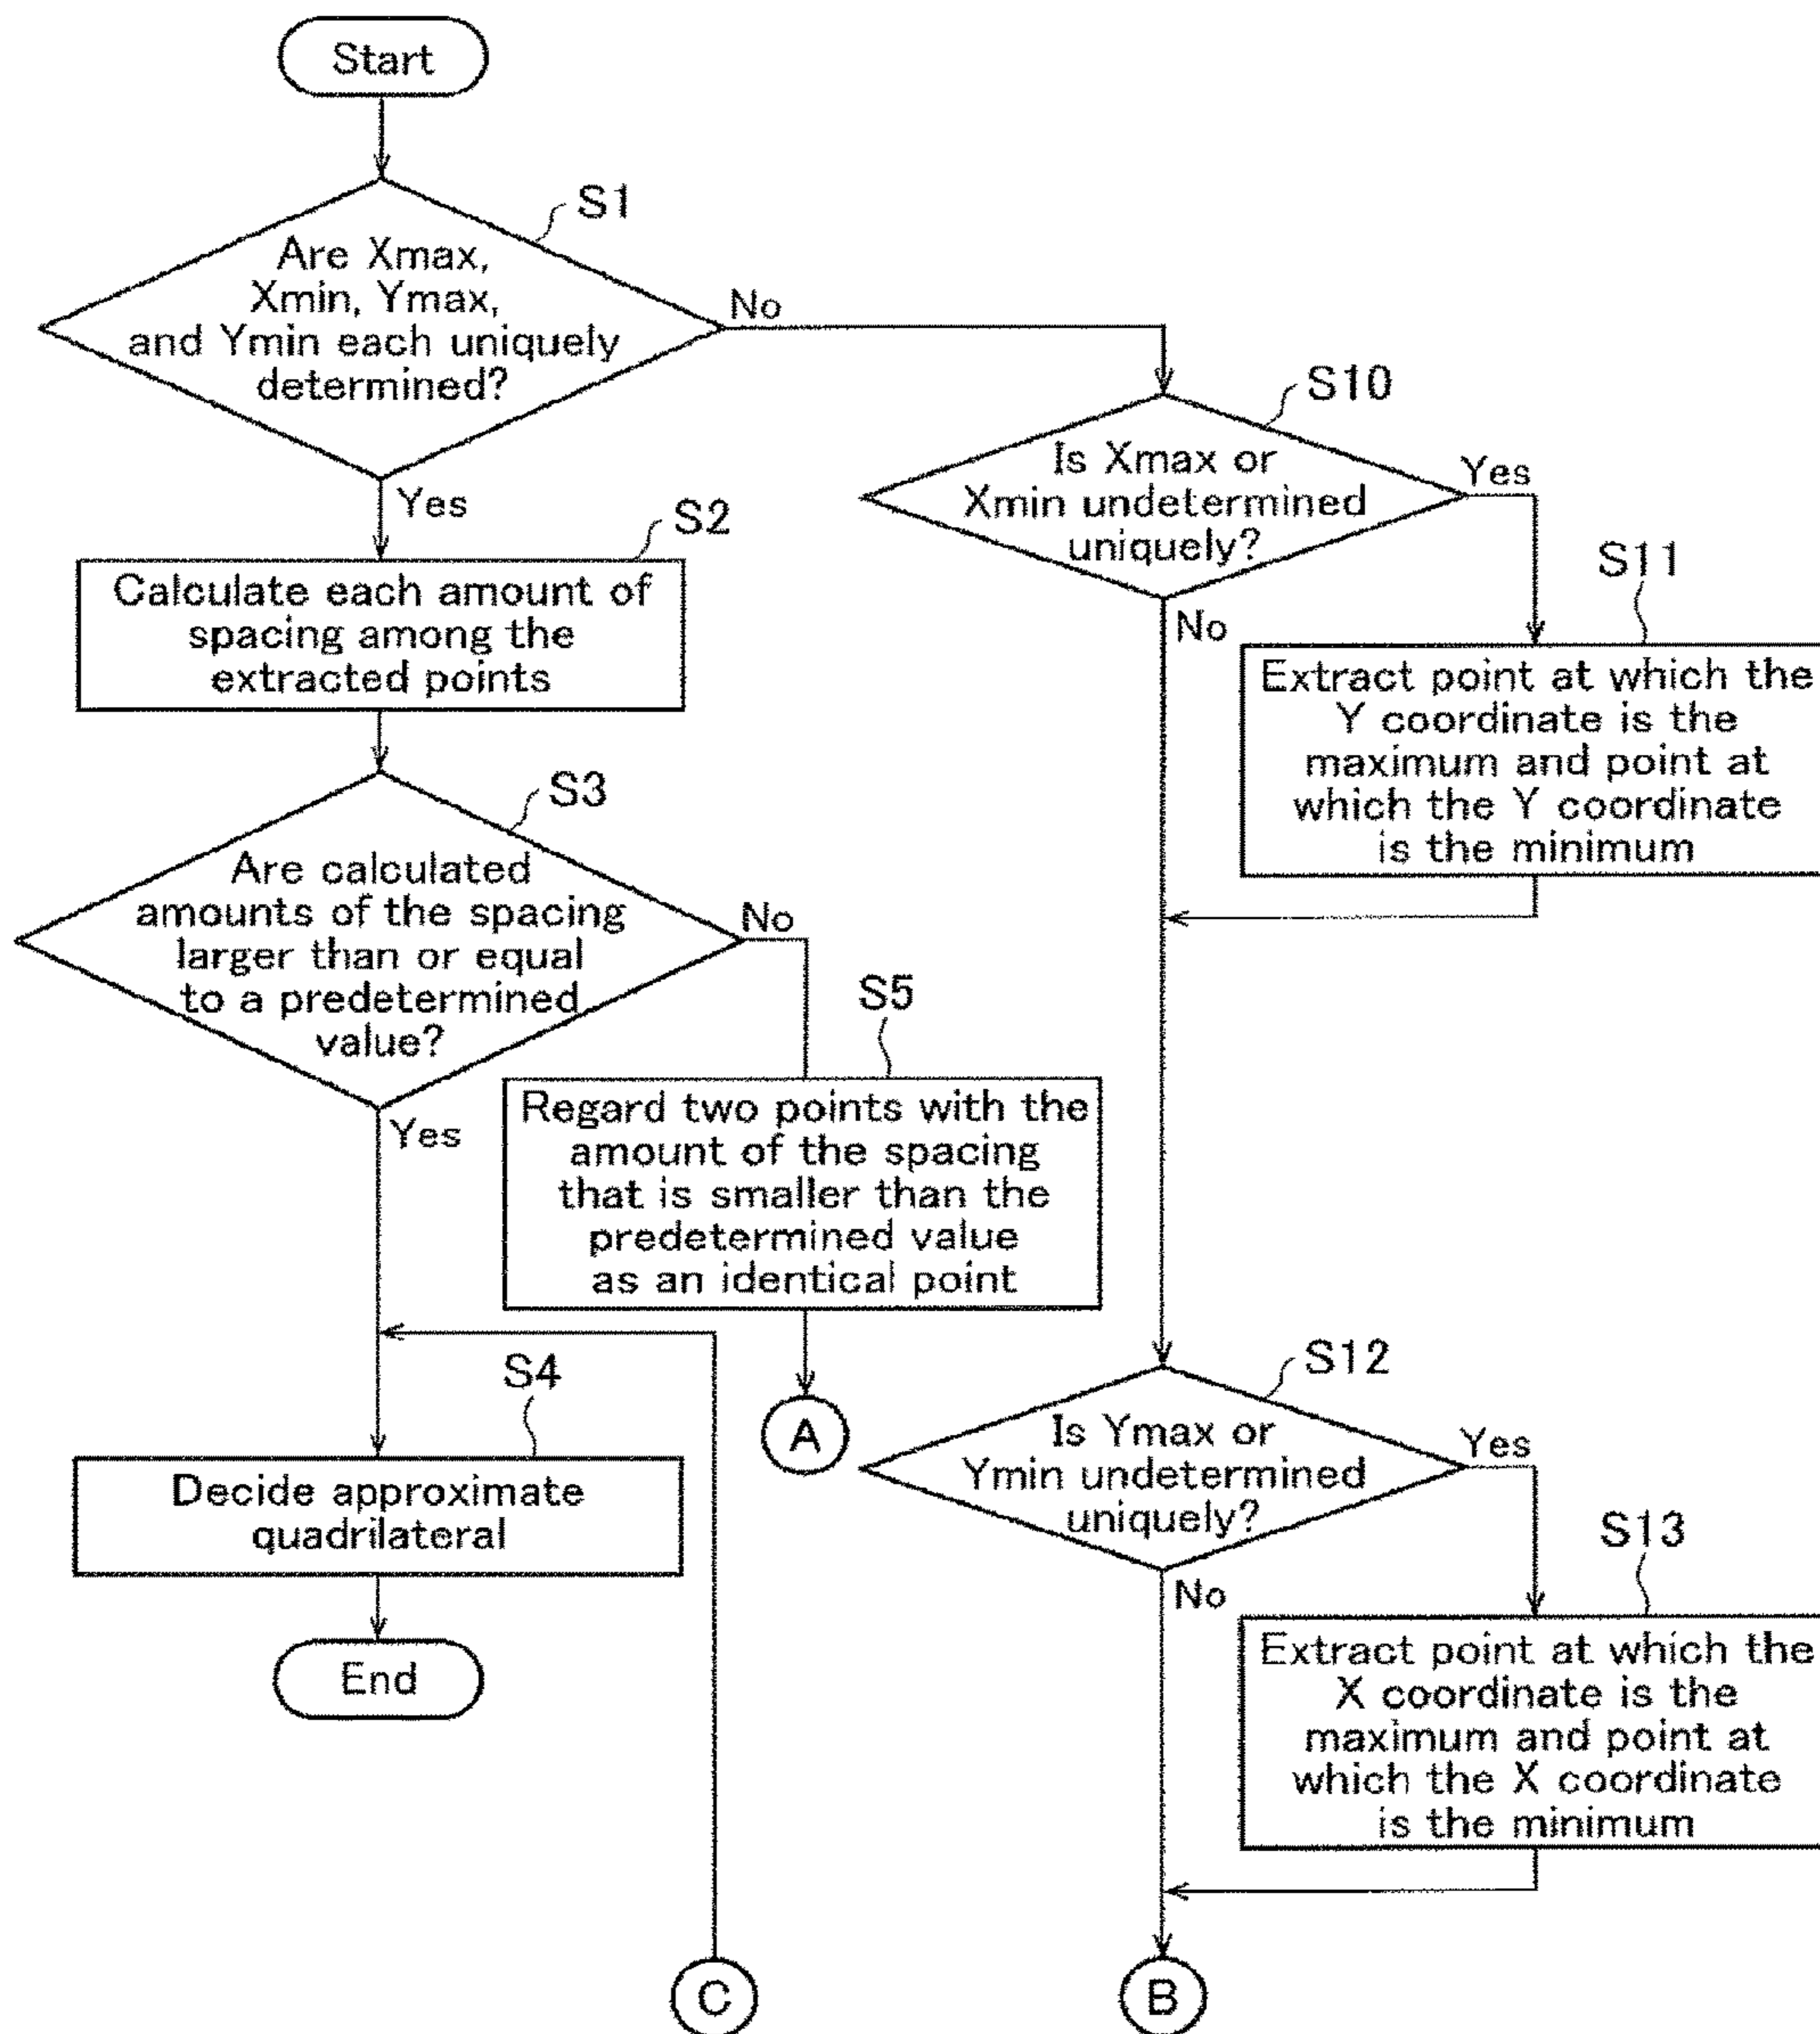 Start
S1
Are Xmax,
Xmin, Ymax,
and Ymin each uniquely
determined?
No
Yes
S2
Calculate each amount of
spacing among the
extracted points
S3
Are calculated
amounts of the spacing
larger than or equal
to a predetermined
value?
No
Yes
S5
Regard two points with the
amount of the spacing
that is smaller than the
predetermined value
as an identical point
A
S4
Decide approximate
quadrilateral
End
C
S10
Is Xmax or
Xmin undetermined
uniquely?
Yes
No
S11
Extract point at which the
Y coordinate is the
maximum and point at
which the Y coordinate
is the minimum
S12
Is Ymax or
Ymin undetermined
uniquely?
Yes
No
S13
Extract point at which the
X coordinate is the
maximum and point at
which the X coordinate
is the minimum
B